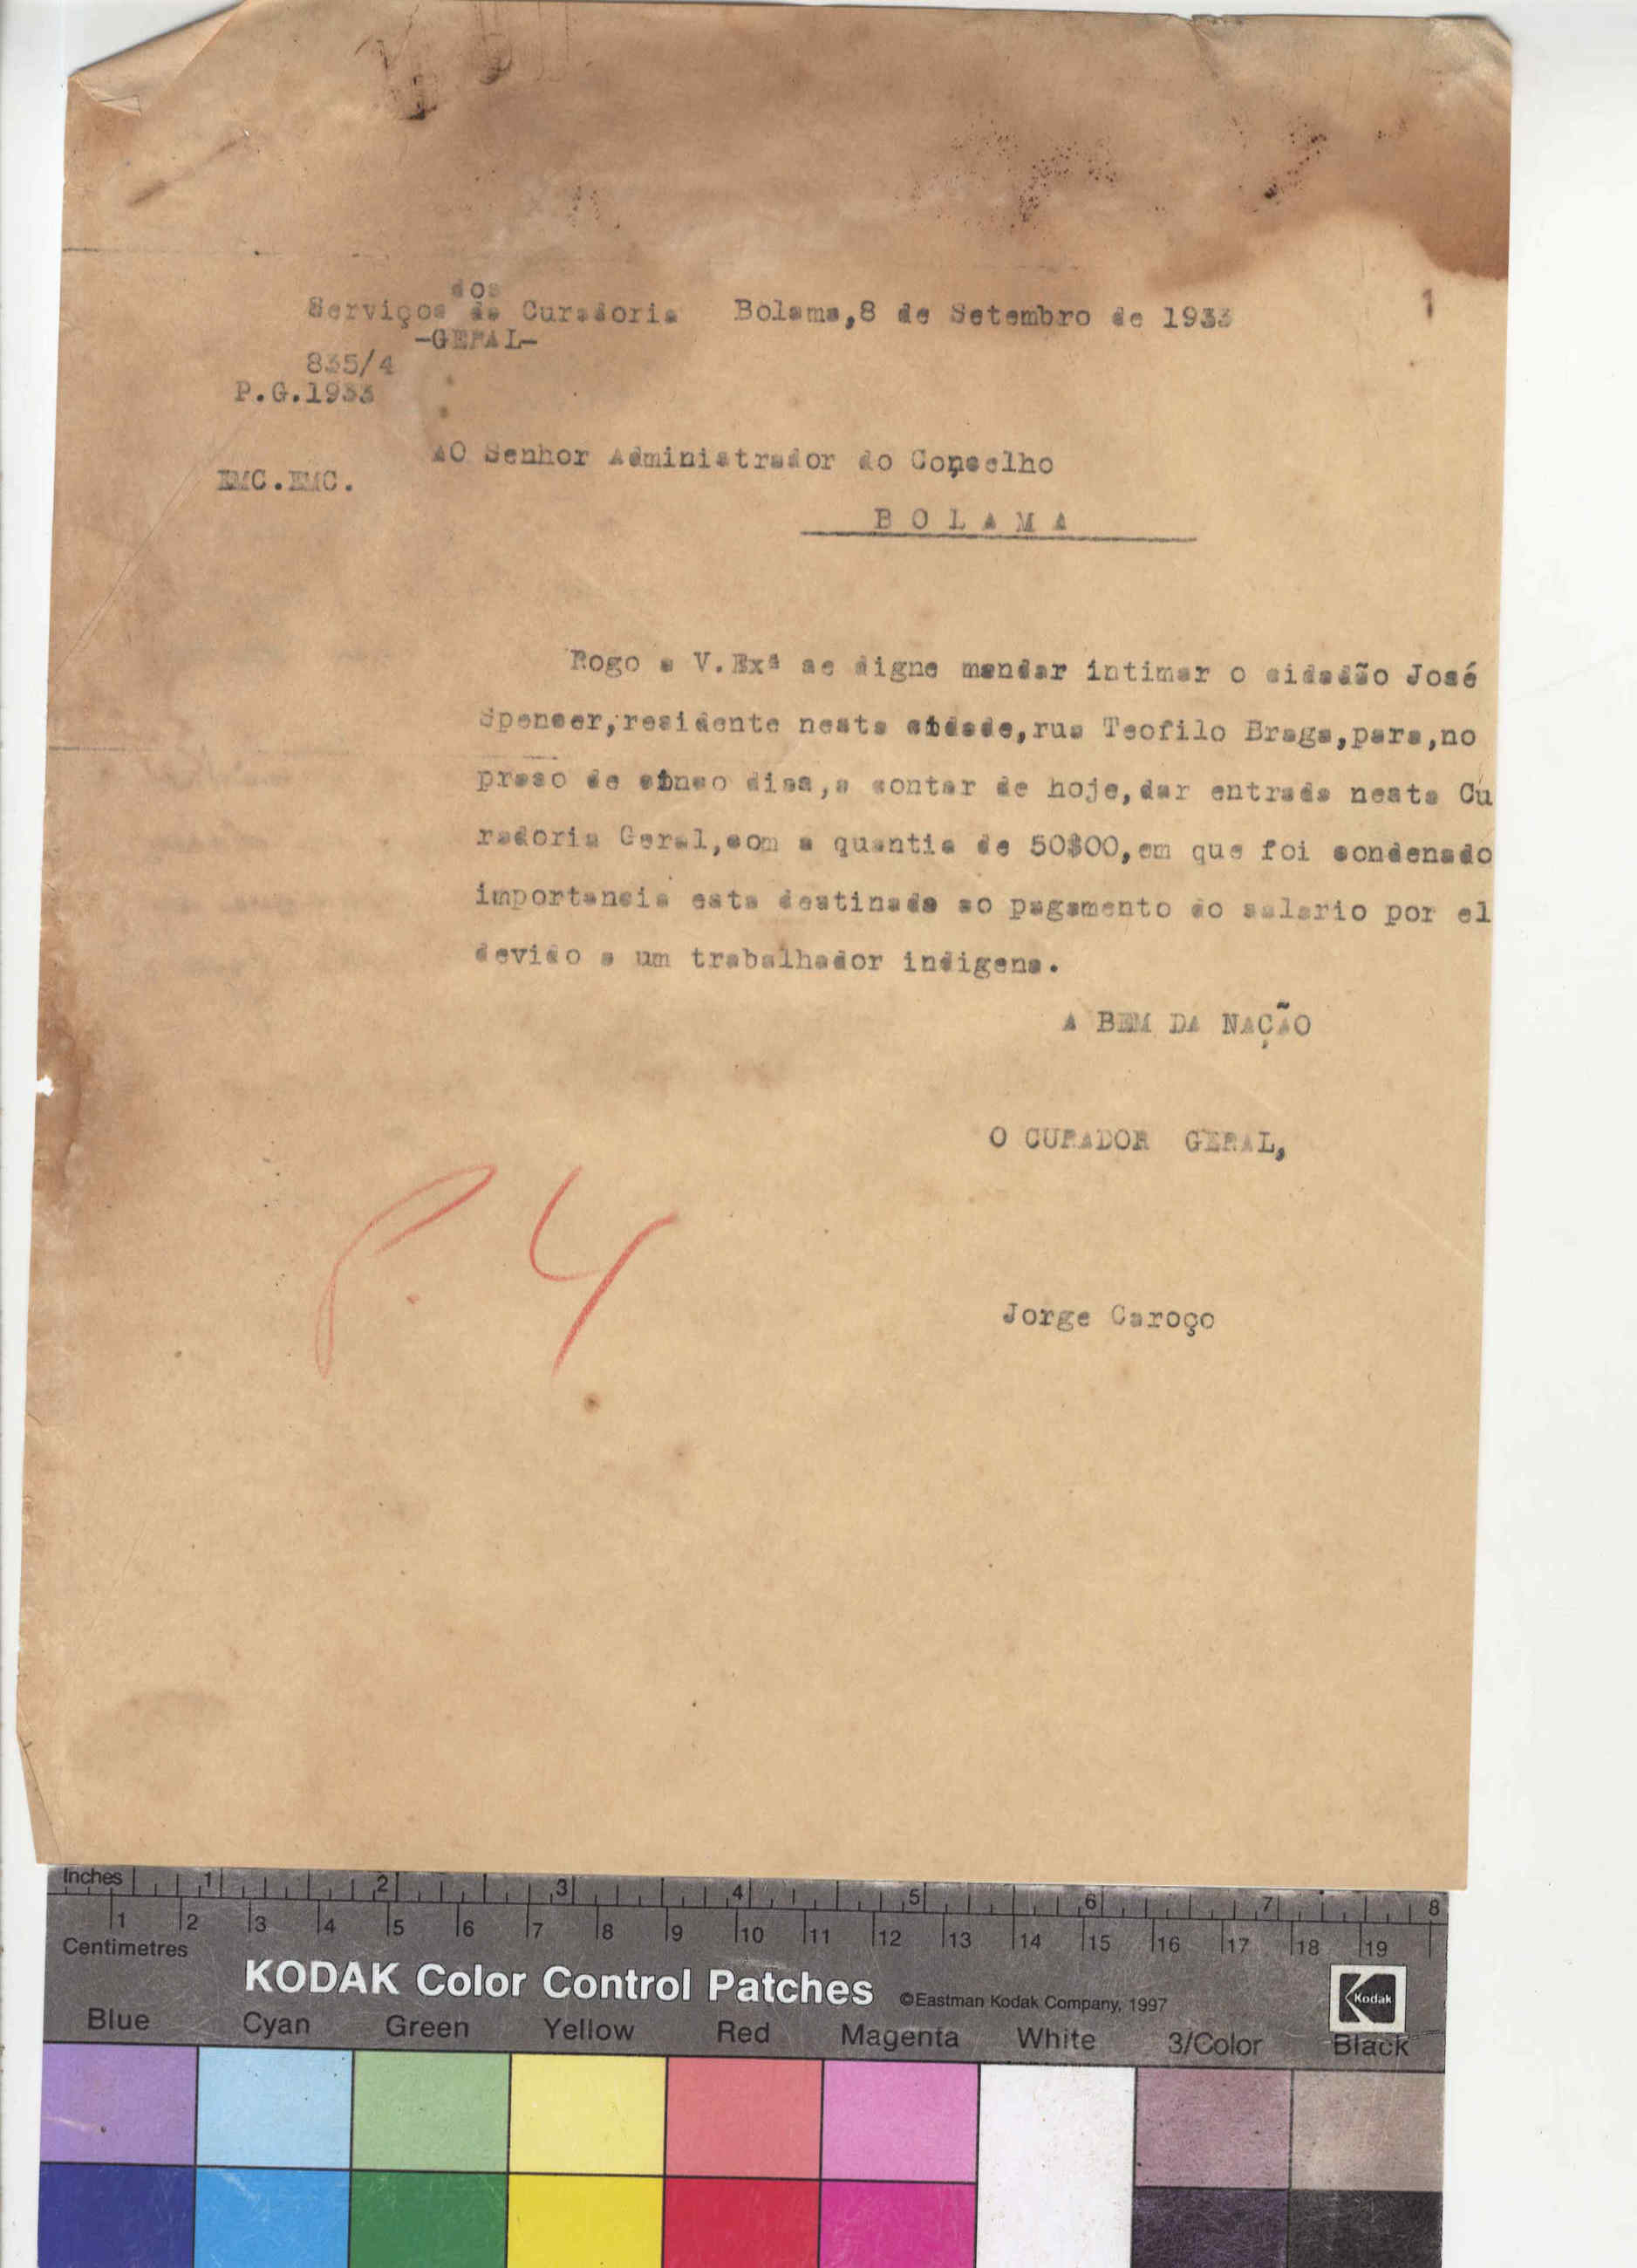 dos
Serviços de Curadoria Bolama,8 de Setembro de 1933
1
-GERAL-
835/4
P.G.1933
AO Senhor Administrador do Conselho
EMC.EMC.
B O L A M A
Rogo a V.Exª se digne mandar intimar o cidadão José
Spencer,residente nesta cidade,rua Teofilo Braga,para,no
praso de cinco dias,a contar de hoje,dar entrada nesta Cu
radoria Geral,com a quantia de 50$00,em que foi condenado
importancia esta destinada ao pagamento do salario por el
devido a um trabalhador indigena.
A BEM DA NAÇÃO
O CURADOR GERAL,
P. 4
Jorge Caroço
Inches 1 2 3 4 5 6 7 8
1 2 3 4 5 6 7 8 9 10 11 12 13 14 15 16 17 18 19
Centimetres
KODAK Color Control Patches ©Eastman Kodak Company, 1997 Kodak
Blue Cyan Green Yellow Red Magenta White 3/Color Black